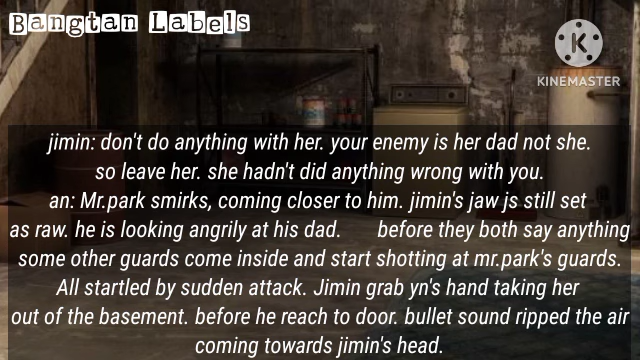 Bangtan Labels
K
KINEMASTER
jimin: don't do anything with her. your enemy is her dad not she.
so leave her. she hadn't did anything wrong with you.
an: Mr.park smirks, coming closer to him. jimin's jaw js still set
as raw. he is looking angrily at his dad. before they both say anything
some other guards come inside and start shotting at mr.park's guards.
All startled by sudden attack. Jimin grab yn's hand taking her
out of the basement. before he reach to door. bullet sound ripped the air
coming towards jimin's head.